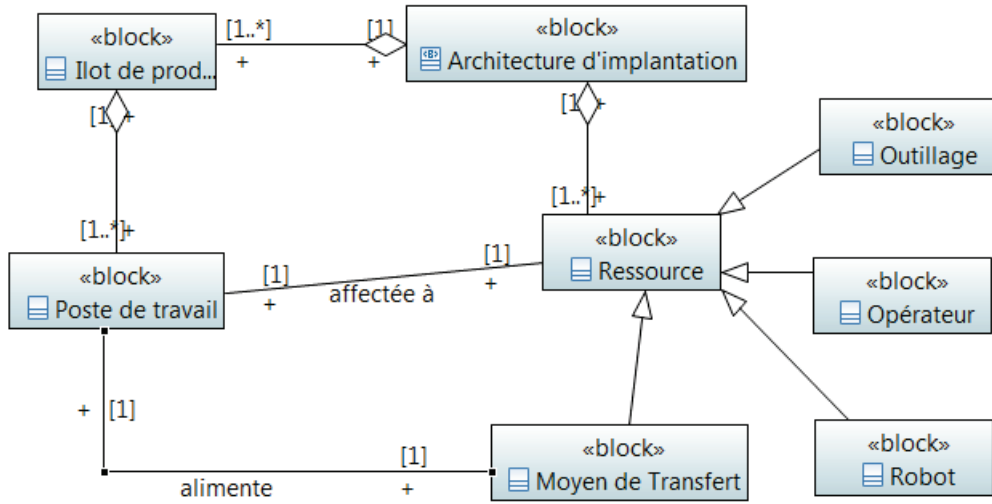 «block»
Ilot de prod...
[1..*]
+
[1]
+
«block»
Architecture d'implantation
[1
+
[1
+
«block»
Outillage
[1..*]
+
[1..*]
+
«block»
Ressource
«block»
Poste de travail
[1]
+
affectée à
[1]
+
«block»
Opérateur
+
[1]
alimente
[1]
+
«block»
Moyen de Transfert
«block»
Robot